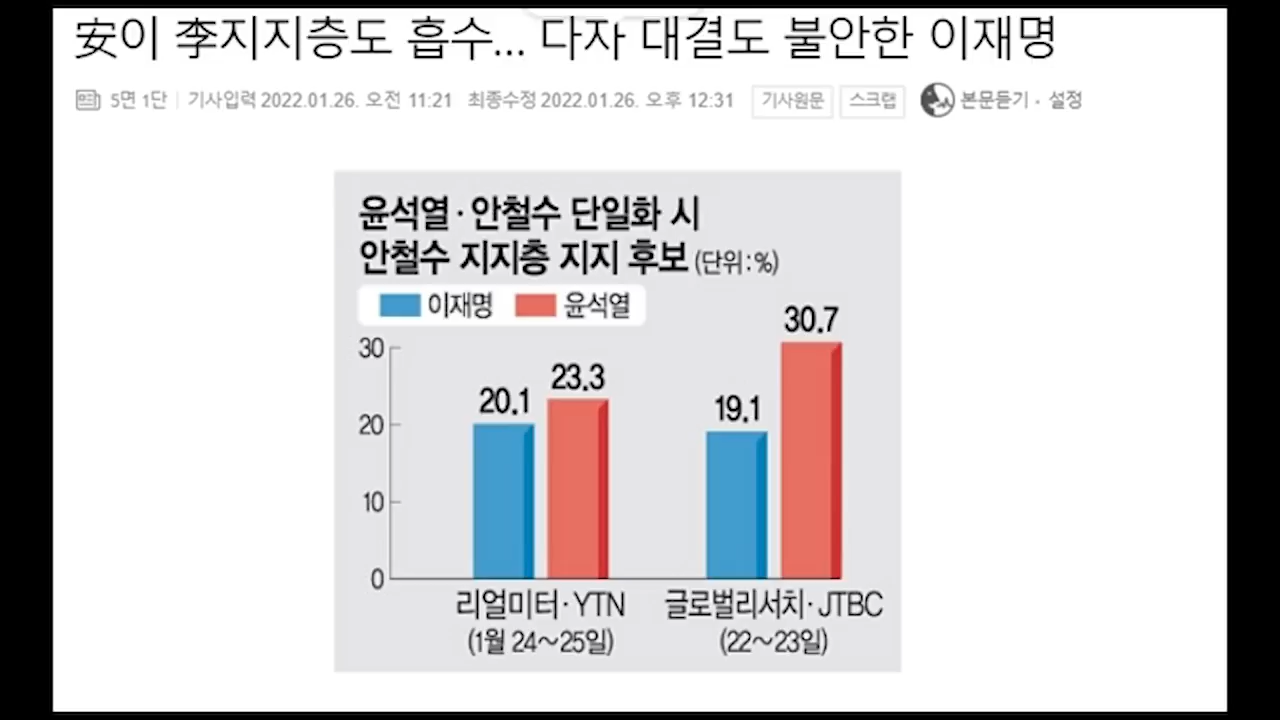 安이 李지지층도 흡수... 다자 대결도 불안한 이재명
5면 1단 기사입력 2022.01.26. 오전 11:21 최종수정 2022.01.26. 오후 12:31 기사원문 스크랩 본문듣기 · 설정
윤석열·안철수 단일화 시
안철수 지지층 지지 후보 (단위:%)
이재명 윤석열
30.7
30
23.3
20.1
19.1
20
10
0
리얼미터·YTN 글로벌리서치·JTBC
(1월 24~25일) (22~23일)